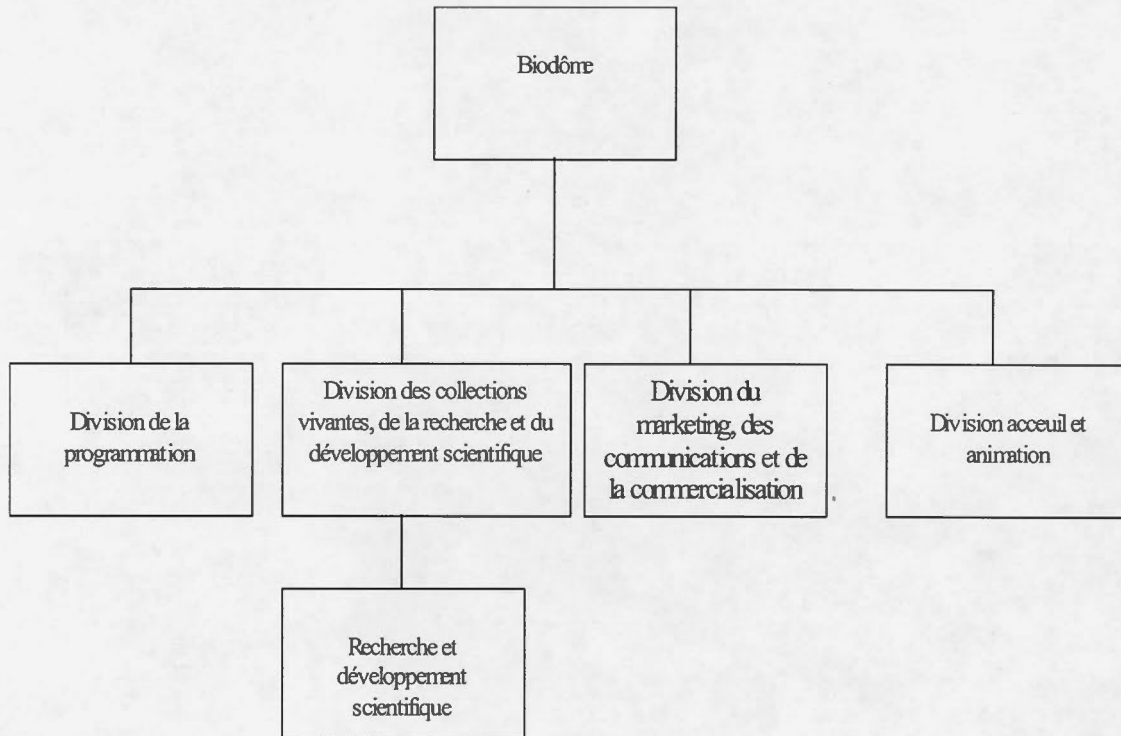 Biodôme
Division de la
programmation
Division des collections
vivantes, de la recherche et du
développement scientifique
Division du
marketing, des
communications et de
la commercialisation
Division acceuil et
animation
Recherche et
développement
scientifique